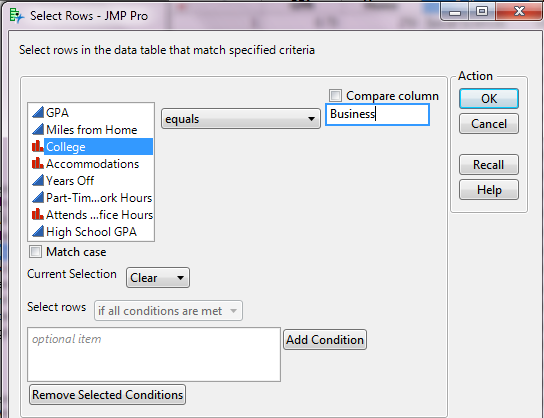 Select Rows - JMP Pro
Select rows in the data table that match specified criteria
Action
OK
Cancel
Recall
Help
Compare column
equals
Business
GPA
Miles from Home
College
Accommodations
Years Off
Part-Tim...ork Hours
Attends ...fice Hours
High School GPA
Match case
Current Selection Clear
Select rows if all conditions are met
optional item
Add Condition
Remove Selected Conditions